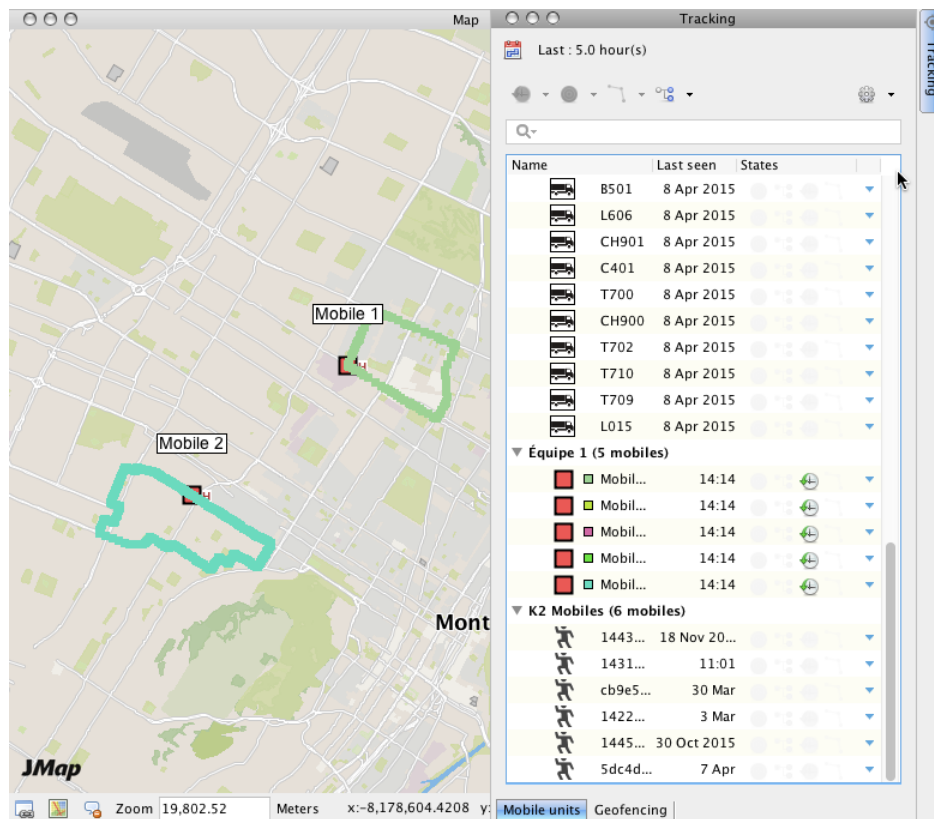 Map
Mobile 1
H
Mobile 2
H
Mont
JMap
Zoom 19,802.52 Meters x:-8,178,604.4208 y:
Tracking
Last : 5.0 hour(s)
Name Last seen States
B501 8 Apr 2015
L606 8 Apr 2015
CH901 8 Apr 2015
C401 8 Apr 2015
T700 8 Apr 2015
CH900 8 Apr 2015
T702 8 Apr 2015
T710 8 Apr 2015
T709 8 Apr 2015
L015 8 Apr 2015
Équipe 1 (5 mobiles)
Mobil... 14:14
Mobil... 14:14
Mobil... 14:14
Mobil... 14:14
Mobil... 14:14
K2 Mobiles (6 mobiles)
1443... 18 Nov 20...
1431... 11:01
cb9e5... 30 Mar
1422... 3 Mar
1445... 30 Oct 2015
5dc4d... 7 Apr
Mobile units Geofencing
Tracking